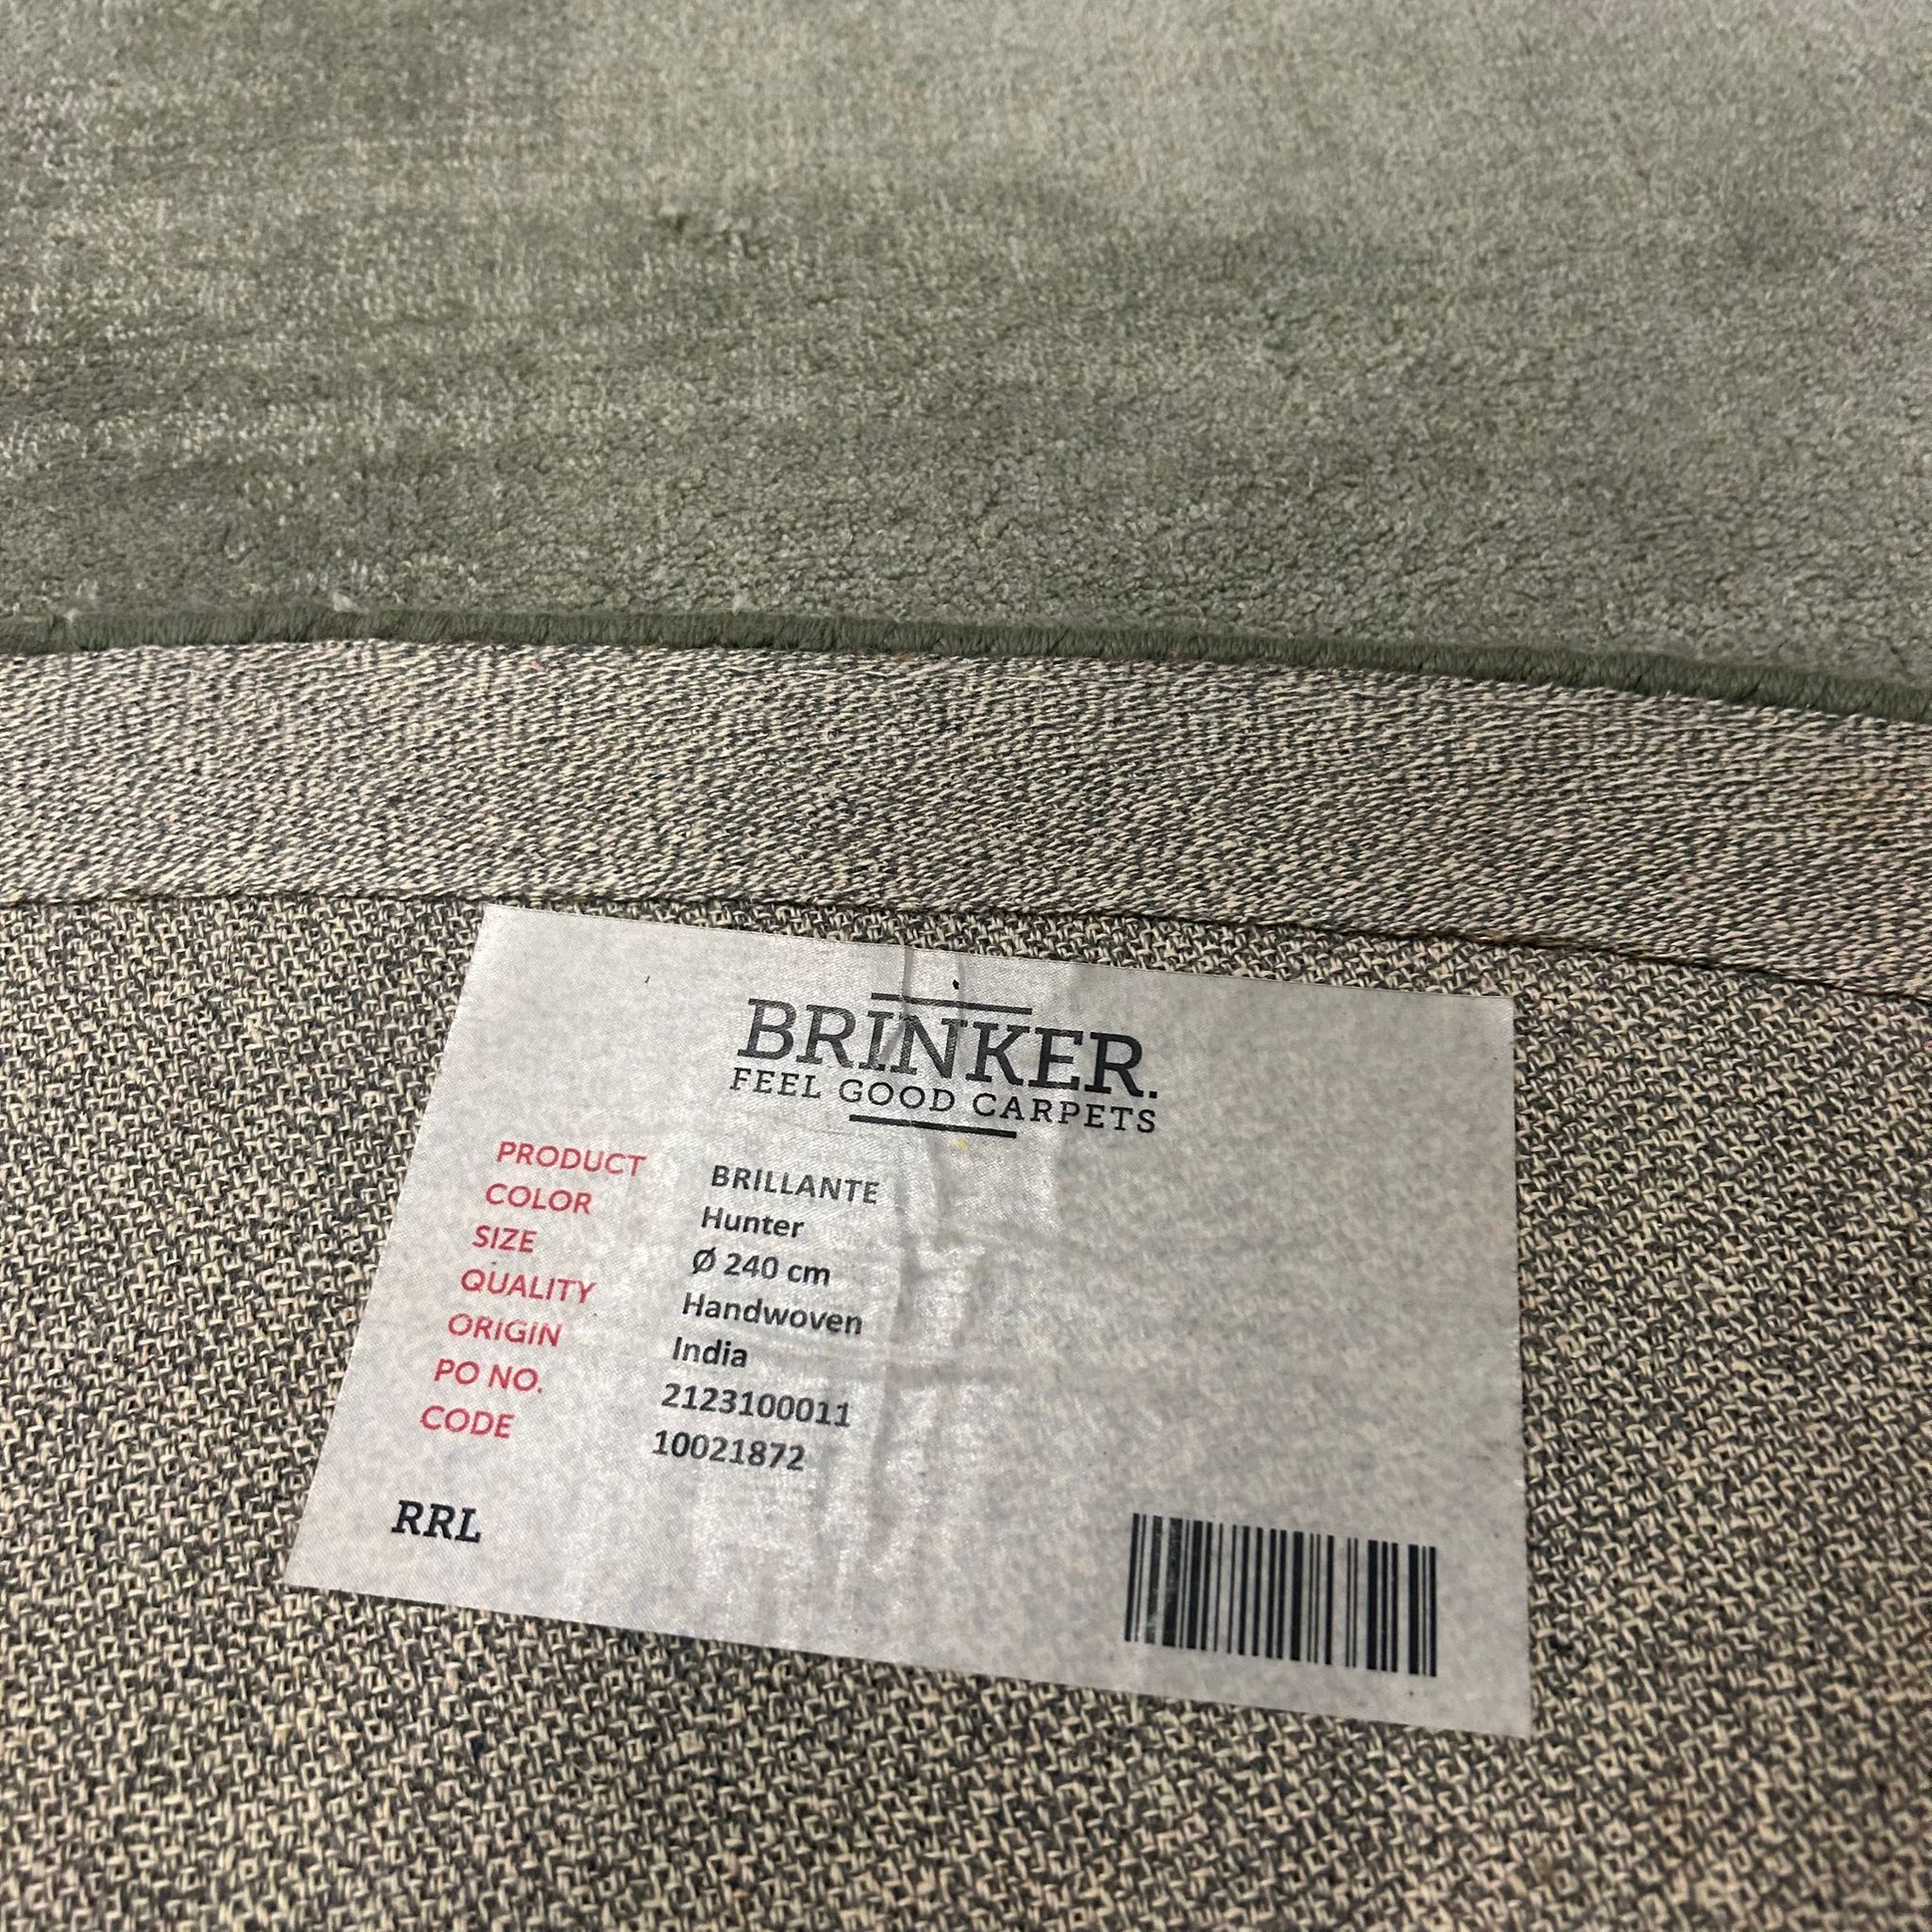 BRINKER.
FEEL GOOD CARPETS
PRODUCT BRILLANTE
COLOR Hunter
SIZE Ø 240 cm
QUALITY Handwoven
ORIGIN India
PO NO. 2123100011
CODE 10021872
RRL